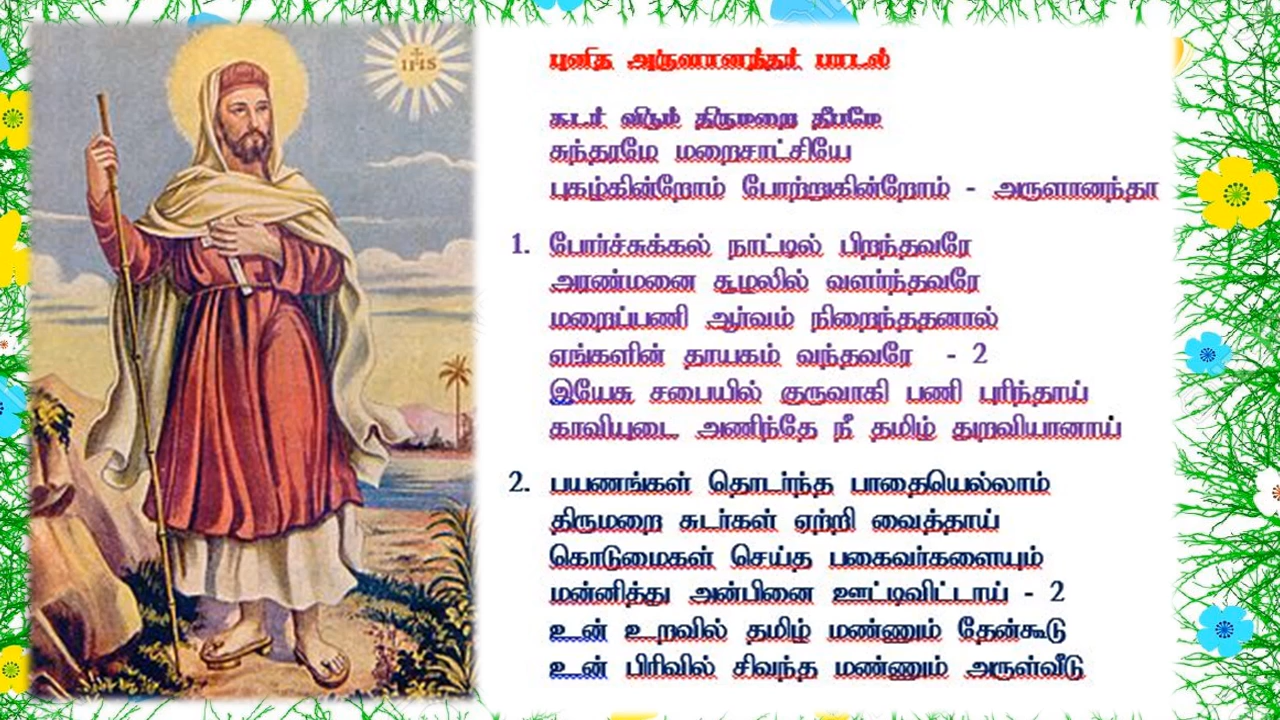 புனித அருளானந்தர் பாடல்
சுடர் விடும் திருமறை தீபமே
சுந்தரமே மறைசாட்சியே
புகழ்கின்றோம் போற்றுகின்றோம் - அருளானந்தா
1. போர்ச்சுக்கல் நாட்டில் பிறந்தவரே
அரண்மனை சூழலில் வளர்ந்தவரே
மறைப்பணி ஆர்வம் நிறைந்ததனால்
எங்களின் தாயகம் வந்தவரே - 2
இயேசு சபையில் குருவாகி பணி புரிந்தாய்
காவியுடை அணிந்தே நீ தமிழ் துறவியானாய்
2. பயணங்கள் தொடர்ந்த பாதையெல்லாம்
திருமறை சுடர்கள் ஏற்றி வைத்தாய்
கொடுமைகள் செய்த பகைவர்களையும்
மன்னித்து அன்பினை ஊட்டிவிட்டாய் - 2
உன் உறவில் தமிழ் மண்ணும் தேன்கூடு
உன் பிரிவில் சிவந்த மண்ணும் அருள்வீடு
IHS